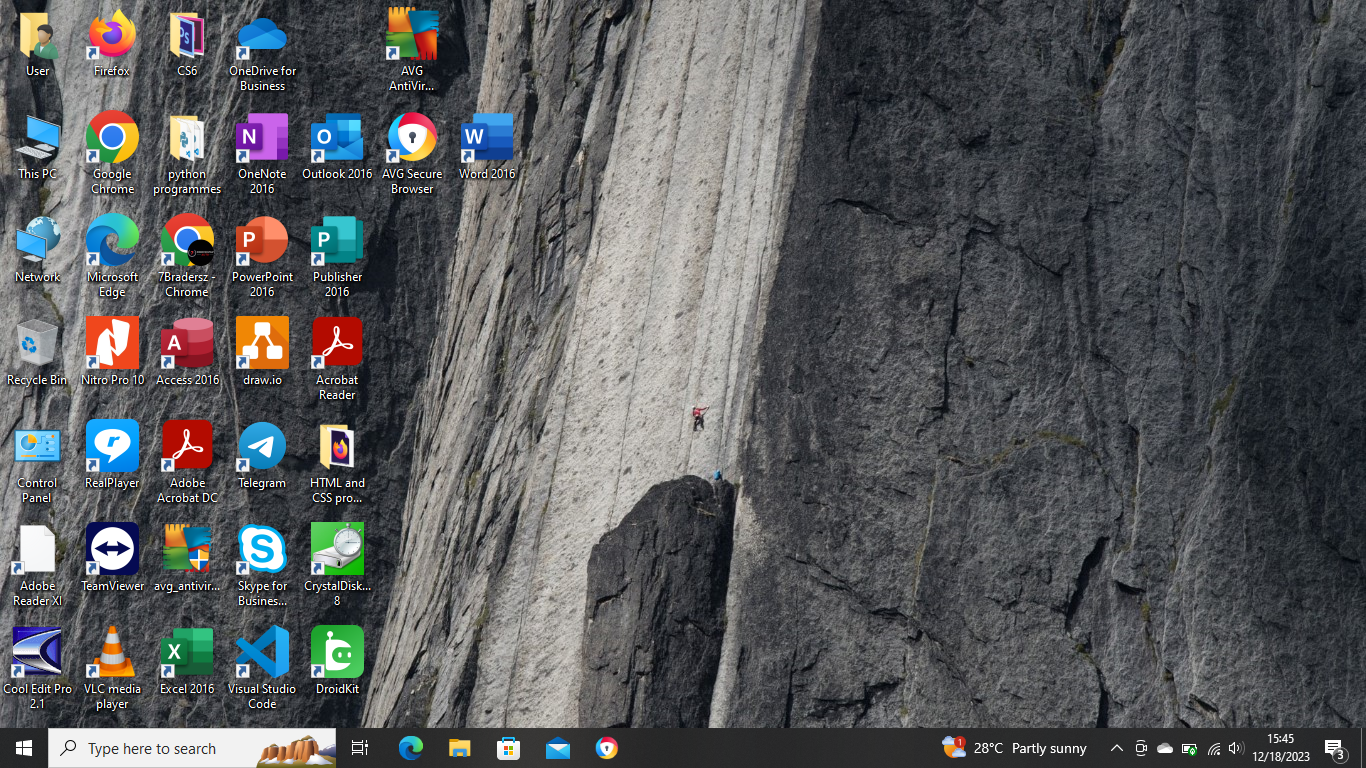 User
Firefox
CS6
OneDrive for
Business
AVG
AntiVir...
This PC
Google
Chrome
python
programmes
OneNote
2016
Outlook 2016
AVG Secure
Browser
Word 2016
Network
Microsoft
Edge
7Bradersz -
Chrome
PowerPoint
2016
Publisher
2016
Recycle Bin
Nitro Pro 10
Access 2016
draw.io
Acrobat
Reader
Control
Panel
RealPlayer
Adobe
Acrobat DC
Telegram
HTML and
CSS pro...
Adobe
Reader XI
TeamViewer
avg_antivir...
Skype for
Busines...
CrystalDisk...
8
Cool Edit Pro
2.1
VLC media
player
Excel 2016
Visual Studio
Code
DroidKit
Type here to search
1
28°C Partly sunny
15:45
12/18/2023
3